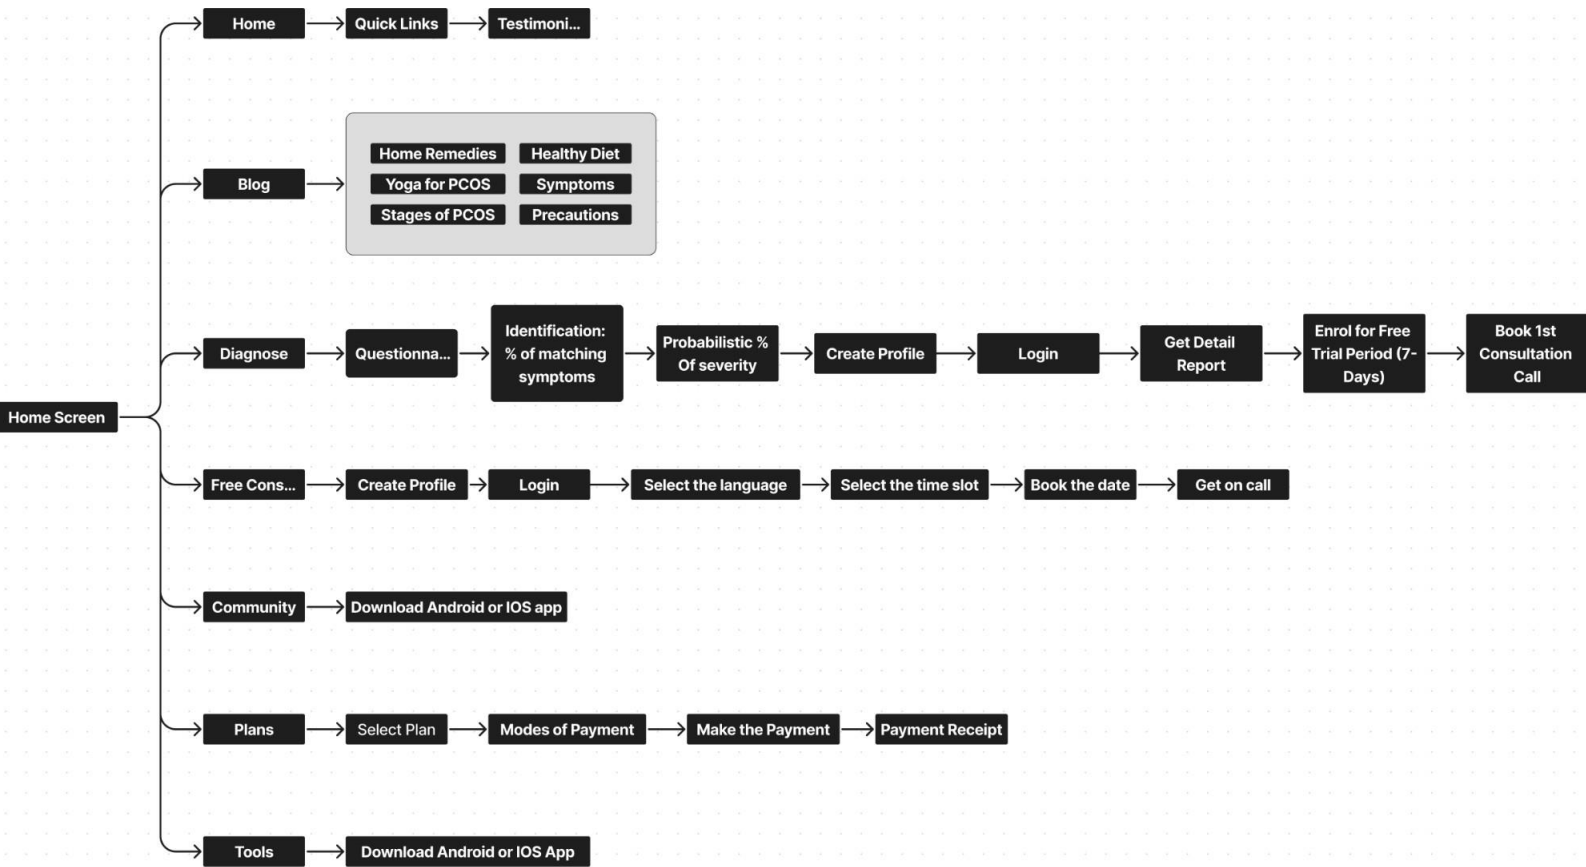 Home
Quick Links
Testimoni...
Blog
Home Remedies
Healthy Diet
Yoga for PCOS
Symptoms
Stages of PCOS
Precautions
Diagnose
Questionna...
Identification:
% of matching
symptoms
Probabilistic %
Of severity
Create Profile
Login
Get Detail
Report
Enrol for Free
Trial Period (7-
Days)
Book 1st
Consultation
Call
Home Screen
Free Cons...
Create Profile
Login
Select the language
Select the time slot
Book the date
Get on call
Community
Download Android or IOS app
Plans
Select Plan
Modes of Payment
Make the Payment
Payment Receipt
Tools
Download Android or IOS App